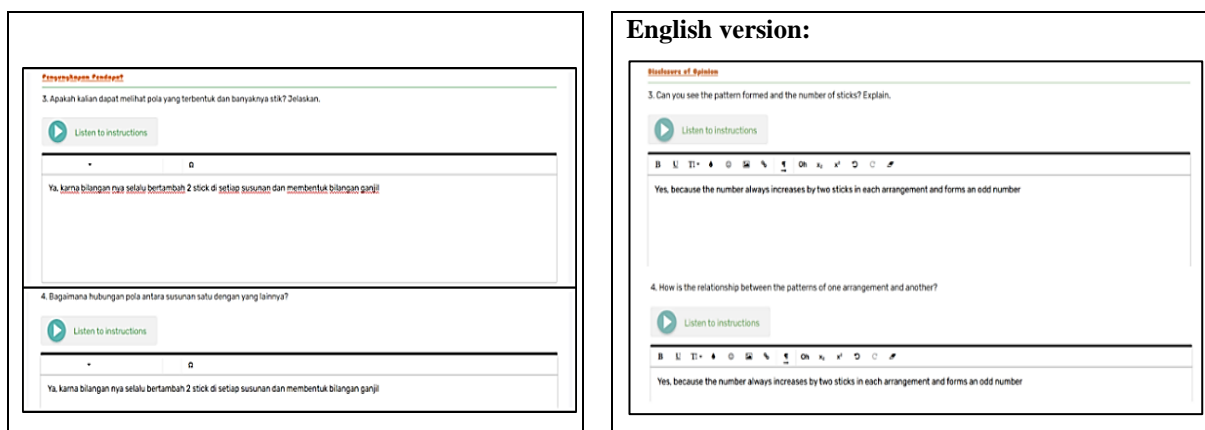 Pengungkapan Pendapat
3. Apakah kalian dapat melihat pola yang terbentuk dan banyaknya stik? Jelaskan.
Listen to instructions
Ω
Ya, karna bilangan nya selalu bertambah 2 stick di setiap susunan dan membentuk bilangan ganjil
4. Bagaimana hubungan pola antara susunan satu dengan yang lainnya?
Listen to instructions
Ω
Ya, karna bilangan nya selalu bertambah 2 stick di setiap susunan dan membentuk bilangan ganjil
English version:
Disclosure of Opinion
3. Can you see the pattern formed and the number of sticks? Explain.
Listen to instructions
B U
Yes, because the number always increases by two sticks in each arrangement and forms an odd number
4. How is the relationship between the patterns of one arrangement and another?
Listen to instructions
B U
Yes, because the number always increases by two sticks in each arrangement and forms an odd number